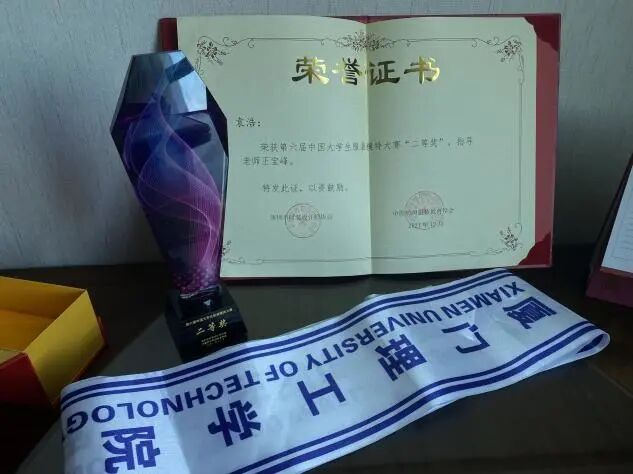 荣誉证书
袁浩：
荣获第六届中国大学生服装模特大赛“二等奖”，指导
老师王宝峰。
特发此证，以资鼓励。
二等奖
厦门理工学院
XIAMEN UNIVERSITY OF TECHNOLOG